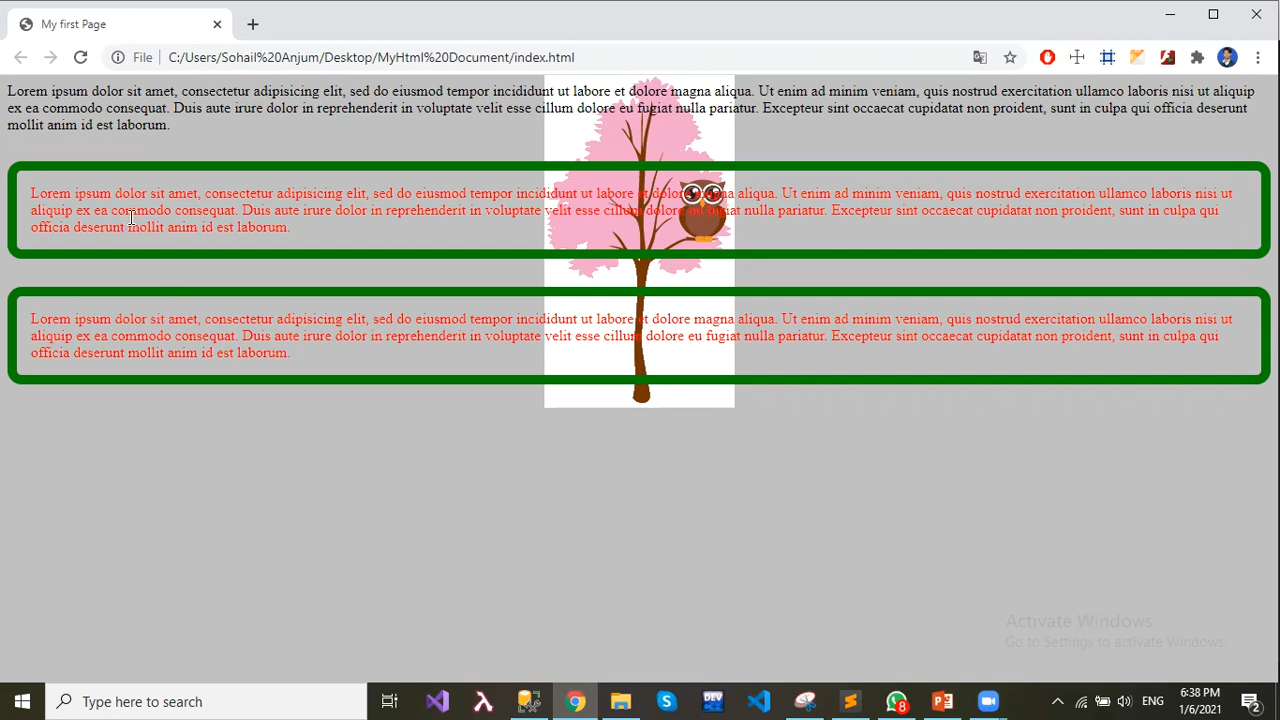 My first Page
File
C:/Users/Sohail%20Anjum/Desktop/MyHtml%20Document/index.html
Lorem ipsum dolor sit amet, consectetur adipisicing elit, sed do eiusmod tempor incididunt ut labore et dolore magna aliqua. Ut enim ad minim veniam, quis nostrud exercitation ullamco laboris nisi ut aliquip
ex ea commodo consequat. Duis aute irure dolor in reprehenderit in voluptate velit esse cillum dolore eu fugiat nulla pariatur. Excepteur sint occaecat cupidatat non proident, sunt in culpa qui officia deserunt
mollit anim id est laborum.
Lorem ipsum dolor sit amet, consectetur adipisicing elit, sed do eiusmod tempor incididunt ut labore et dolore magna aliqua. Ut enim ad minim veniam, quis nostrud exercitation ullamco laboris nisi ut
aliquip ex ea commodo consequat. Duis aute irure dolor in reprehenderit in voluptate velit esse cillum dolore eu fugiat nulla pariatur. Excepteur sint occaecat cupidatat non proident, sunt in culpa qui
officia deserunt mollit anim id est laborum.
Lorem ipsum dolor sit amet, consectetur adipisicing elit, sed do eiusmod tempor incididunt ut labore et dolore magna aliqua. Ut enim ad minim veniam, quis nostrud exercitation ullamco laboris nisi ut
aliquip ex ea commodo consequat. Duis aute irure dolor in reprehenderit in voluptate velit esse cillum dolore eu fugiat nulla pariatur. Excepteur sint occaecat cupidatat non proident, sunt in culpa qui
officia deserunt mollit anim id est laborum.
Activate Windows
Go to Settings to activate Windows.
Type here to search
DEV
8
ENG
6:38 PM
1/6/2021
2